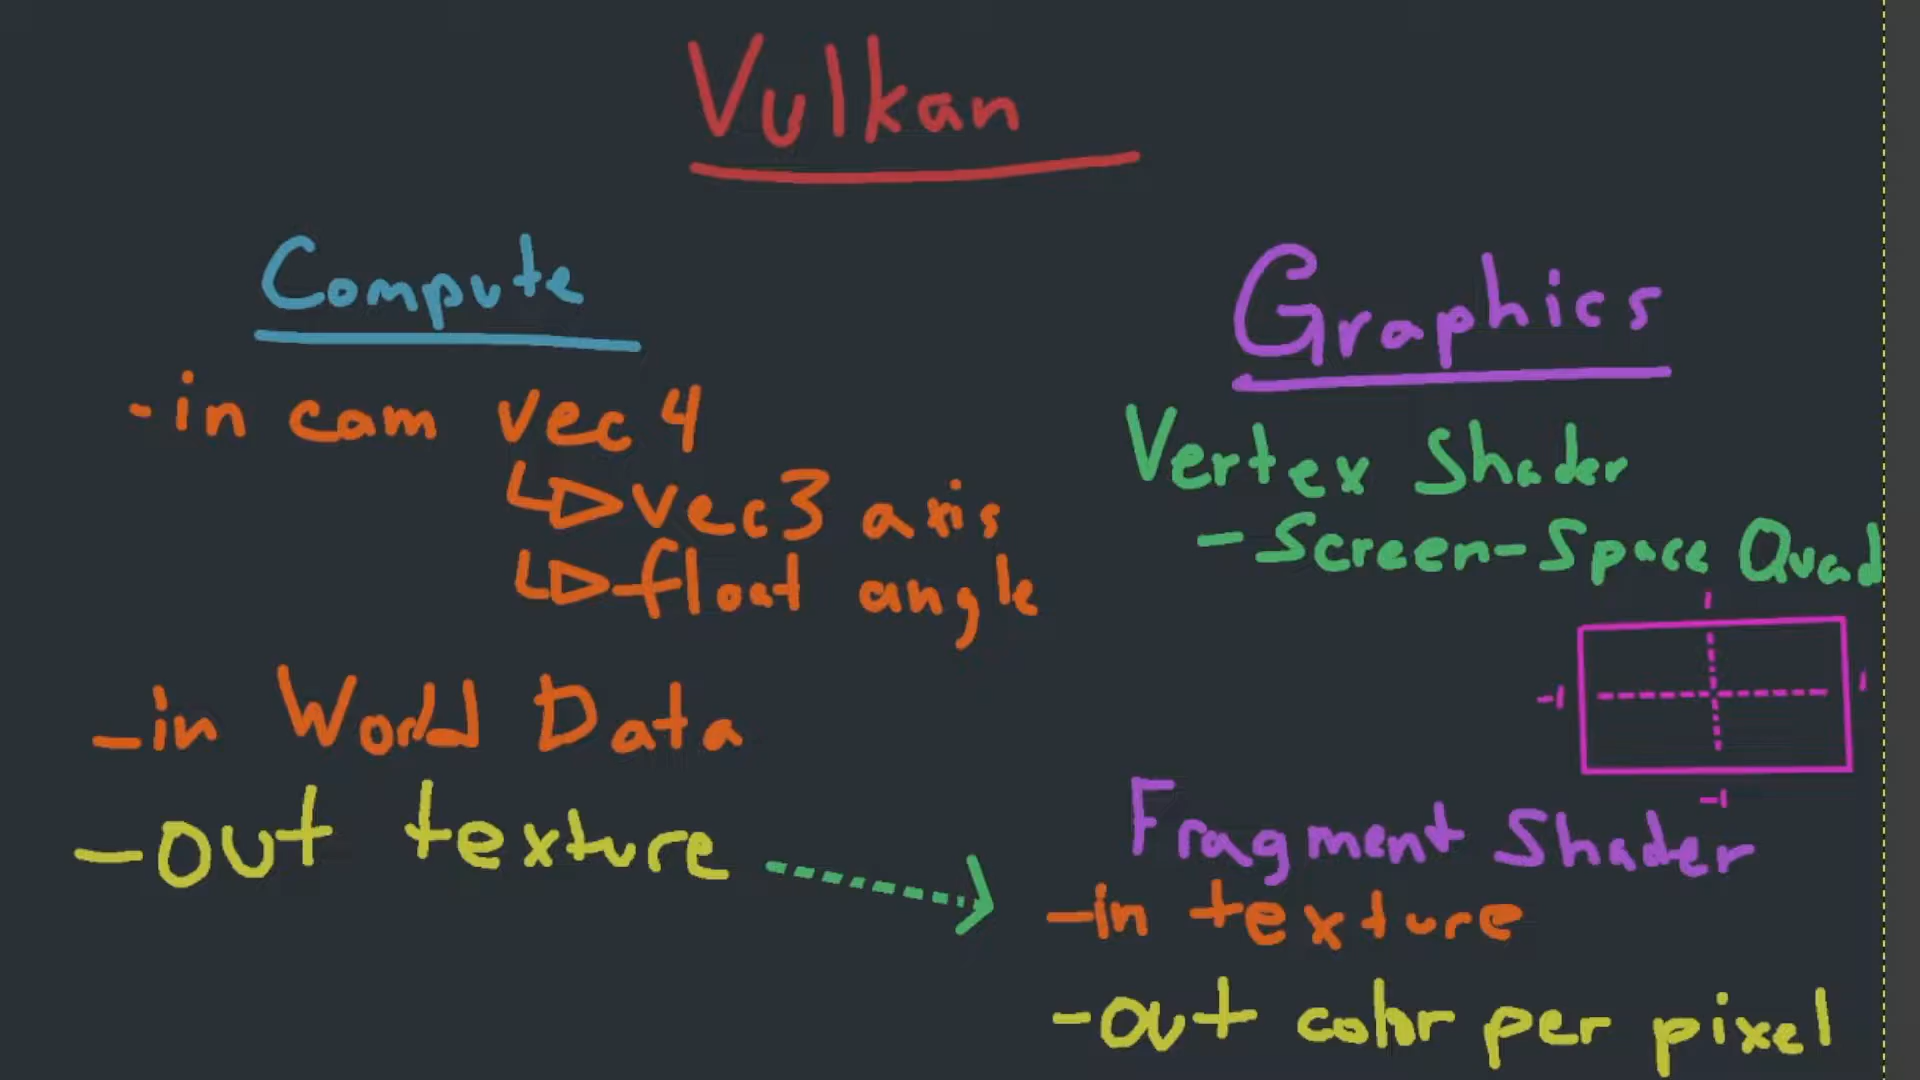 Vulkan
Compute
-in cam vec4
vec3 axis
float angle
-in World Data
-out texture
Graphics
Vertex Shader
-Screen-Space Quad
1
-1
1
-1
Fragment Shader
-in texture
-out color per pixel